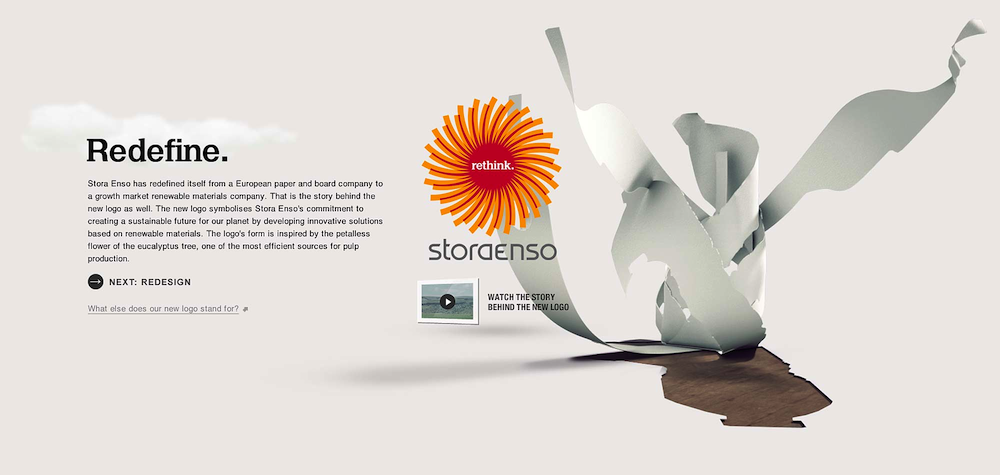 Redefine.
Stora Enso has redefined itself from a European paper and board company to
a growth market renewable materials company. That is the story behind the
new logo as well. The new logo symbolises Stora Enso's commitment to
creating a sustainable future for our planet by developing innovative solutions
based on renewable materials. The logo's form is inspired by the petalless
flower of the eucalyptus tree, one of the most efficient sources for pulp
production.
NEXT: REDESIGN
What else does our new logo stand for?
rethink.
storaenso
WATCH THE STORY
BEHIND THE NEW LOGO